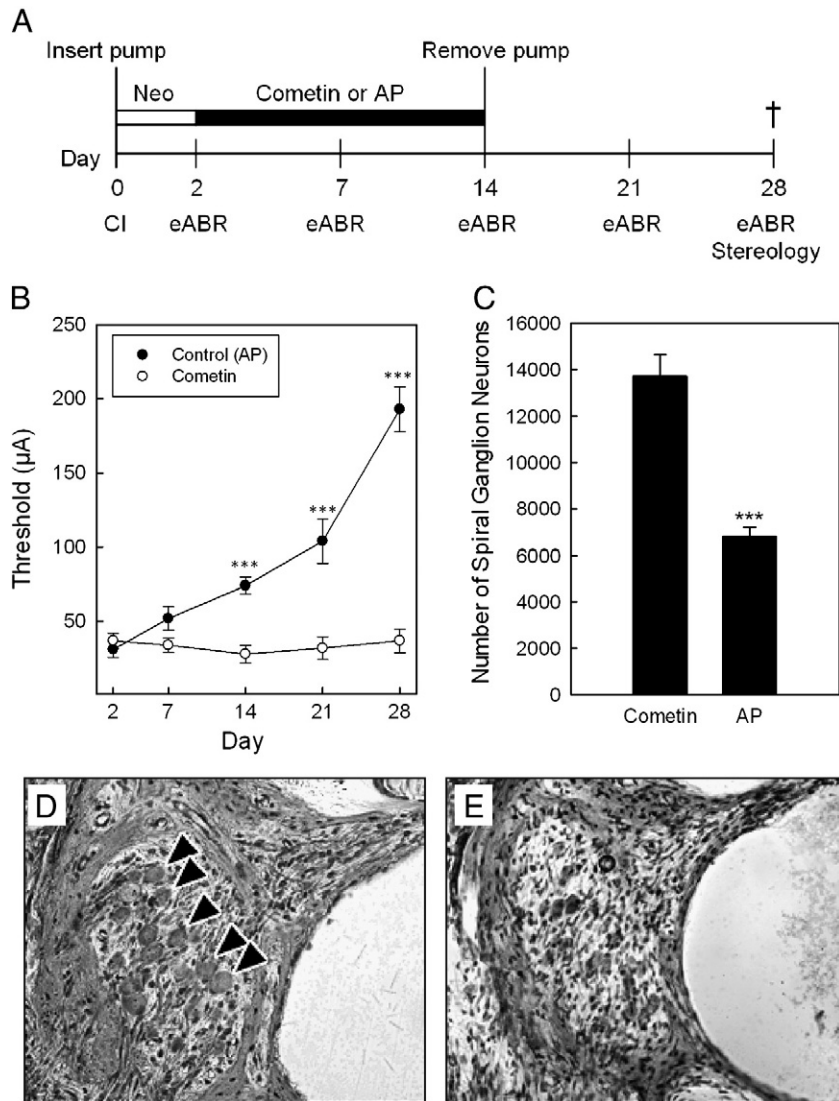 A
Insert pump
Remove pump
Neo
Cometin or AP
†
Day
0 2 7 14 21 28
CI eABR eABR eABR eABR eABR
Stereology
B
250
200
150
100
50
Threshold (µA)
Control (AP)
Cometin
***
***
***
2 7 14 21 28
Day
C
16000
14000
12000
10000
8000
6000
4000
2000
0
Number of Spiral Ganglion Neurons
***
Cometin AP
D
E